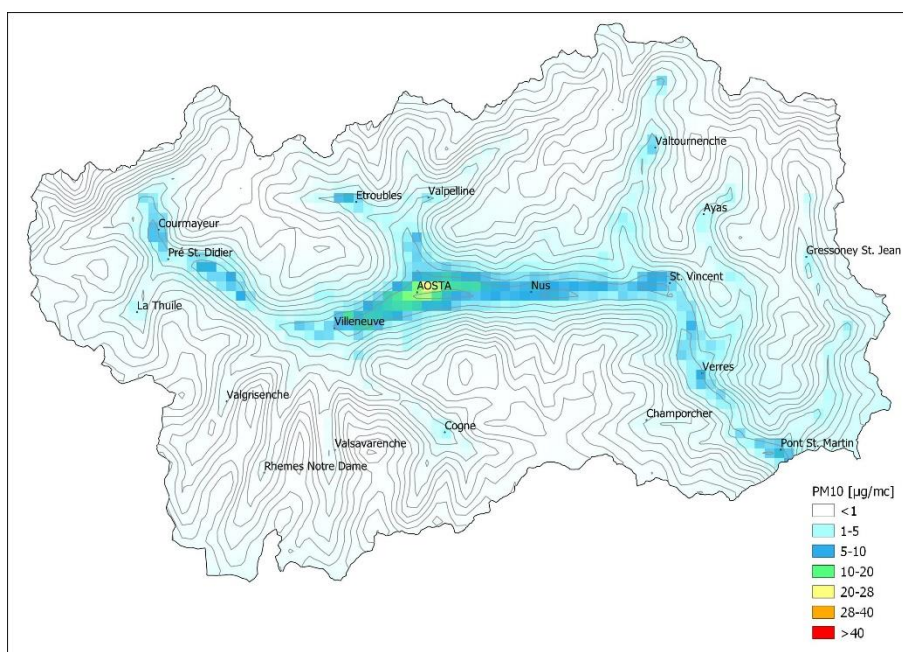 Valtournenche
Etroubles
Valpelline
Ayas
Courmayeur
Pré St. Didier
Gressoney St. Jean
St. Vincent
AOSTA
Nus
La Thuile
Villeneuve
Verres
Valgrisenche
Champorcher
Cogne
Valsavarenche
Pont St. Martin
Rhemes Notre Dame
PM10 [µg/mc]
<1
1-5
5-10
10-20
20-28
28-40
>40